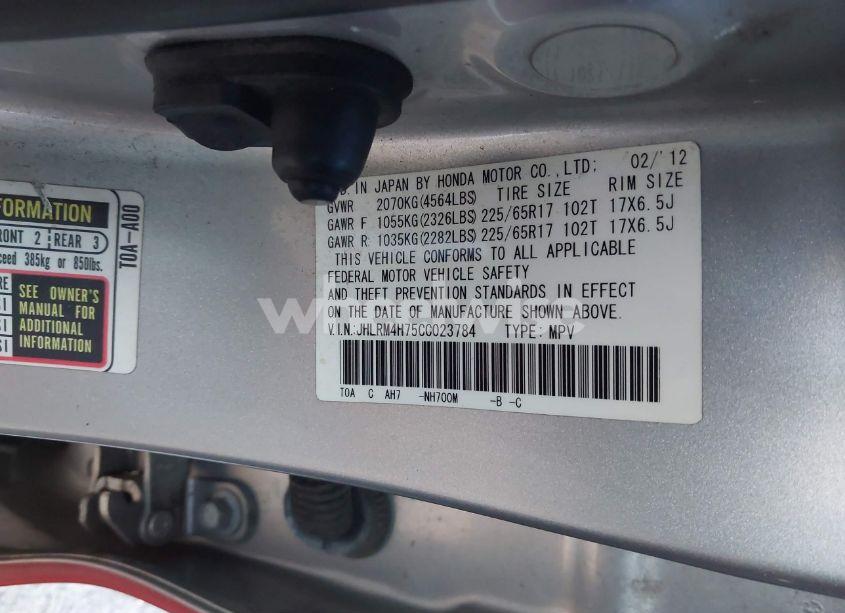 FORMATION
FRONT 2 REAR 3
ceed 385kg or 850lbs.
SEE OWNER'S
MANUAL FOR
ADDITIONAL
INFORMATION
T0A-A00
IN JAPAN BY HONDA MOTOR CO.,LTD; 02/'12
GVWR 2070KG(4564LBS) TIRE SIZE RIM SIZE
GAWR F 1055KG(2326LBS) 225/65R17 102T 17X6.5J
GAWR R 1035KG(2282LBS) 225/65R17 102T 17X6.5J
THIS VEHICLE CONFORMS TO ALL APPLICABLE
FEDERAL MOTOR VEHICLE SAFETY
AND THEFT PREVENTION STANDARDS IN EFFECT
ON THE DATE OF MANUFACTURE SHOWN ABOVE.
V.I.N.:JHLRM4H75CC023784 TYPE: MPV
T0A C AH7 -NH700M -B -C